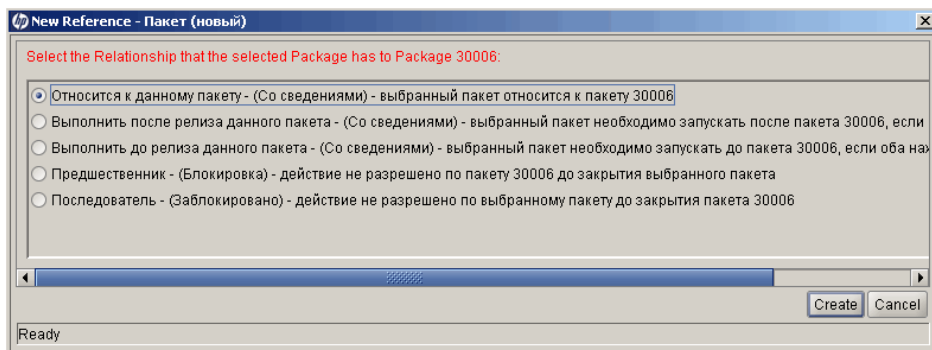 New Reference - Пакет (новый)
Select the Relationship that the selected Package has to Package 30006:
Относится к данному пакету - (Со сведениями) - выбранный пакет относится к пакету 30006
Выполнить после релиза данного пакета - (Со сведениями) - выбранный пакет необходимо запускать после пакета 30006, если
Выполнить до релиза данного пакета - (Со сведениями) - выбранный пакет необходимо запускать до пакета 30006, если оба нах
Предшественник - (Блокировка) - действие не разрешено по пакету 30006 до закрытия выбранного пакета
Последователь - (Заблокировано) - действие не разрешено по выбранному пакету до закрытия пакета 30006
Create Cancel
Ready